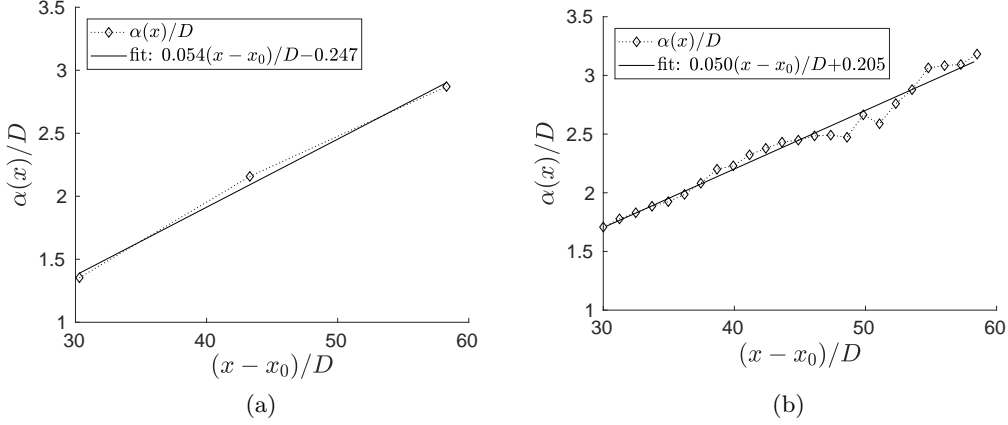 3.5
3
2.5
2
1.5
1
α(x)/D
α(x)/D
fit: 0.054(x − x₀)/D−0.247
30
40
50
60
(x − x₀)/D
(a)
3.5
3
2.5
2
1.5
1
α(x)/D
α(x)/D
fit: 0.050(x − x₀)/D+0.205
30
40
50
60
(x − x₀)/D
(b)